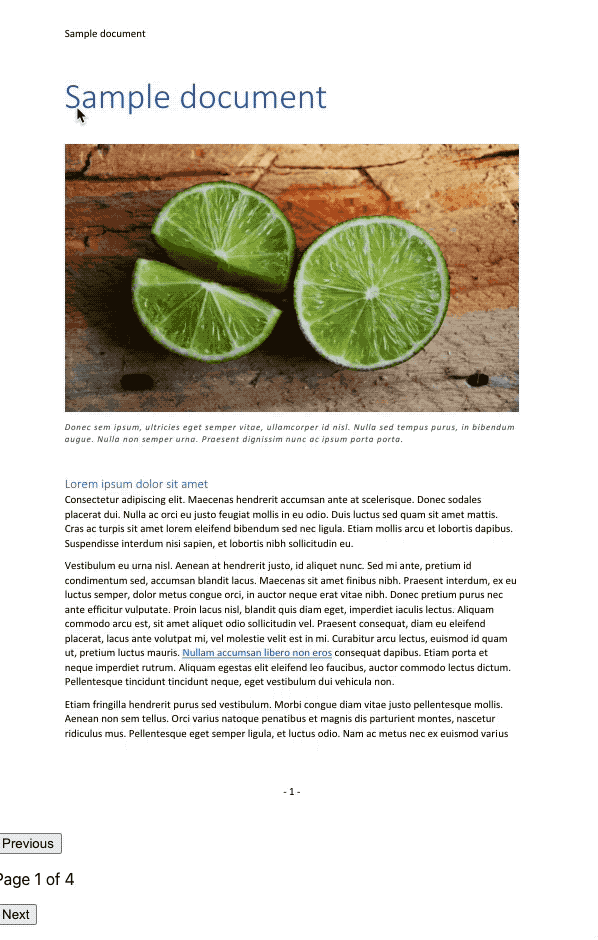 Sample document
Sample document
Donec sem ipsum, ultricies eget semper vitae, ullamcorper id nisl. Nulla sed tempus purus, in bibendum
augue. Nulla non semper urna. Praesent dignissim nunc ac ipsum porta porta.
Lorem ipsum dolor sit amet
Consectetur adipiscing elit. Maecenas hendrerit accumsan ante at scelerisque. Donec sodales
placerat dui. Nulla ac orci eu justo feugiat mollis in eu odio. Duis luctus sed quam sit amet mattis.
Cras ac turpis sit amet lorem eleifend bibendum sed nec ligula. Etiam mollis arcu et lobortis dapibus.
Suspendisse interdum nisi sapien, et lobortis nibh sollicitudin eu.
Vestibulum eu urna nisl. Aenean at hendrerit justo, id aliquet nunc. Sed mi ante, pretium id
condimentum sed, accumsan blandit lacus. Maecenas sit amet finibus nibh. Praesent interdum, ex eu
luctus semper, dolor metus congue orci, in auctor neque erat vitae nibh. Donec pretium purus nec
ante efficitur vulputate. Proin lacus nisl, blandit quis diam eget, imperdiet iaculis lectus. Aliquam
commodo arcu est, sit amet aliquet odio sollicitudin vel. Praesent consequat, diam eu eleifend
placerat, lacus ante volutpat mi, vel molestie velit est in mi. Curabitur arcu lectus, euismod id quam
ut, pretium luctus mauris. Nullam accumsan libero non eros consequat dapibus. Etiam porta et
neque imperdiet rutrum. Aliquam egestas elit eleifend leo faucibus, auctor commodo lectus dictum.
Pellentesque tincidunt tincidunt neque, eget vestibulum dui vehicula non.
Etiam fringilla hendrerit purus sed vestibulum. Morbi congue diam vitae justo pellentesque mollis.
Aenean non sem tellus. Orci varius natoque penatibus et magnis dis parturient montes, nascetur
ridiculus mus. Pellentesque eget semper ligula, et luctus odio. Nam ac metus nec ex euismod varius
- 1 -
Previous
Page 1 of 4
Next